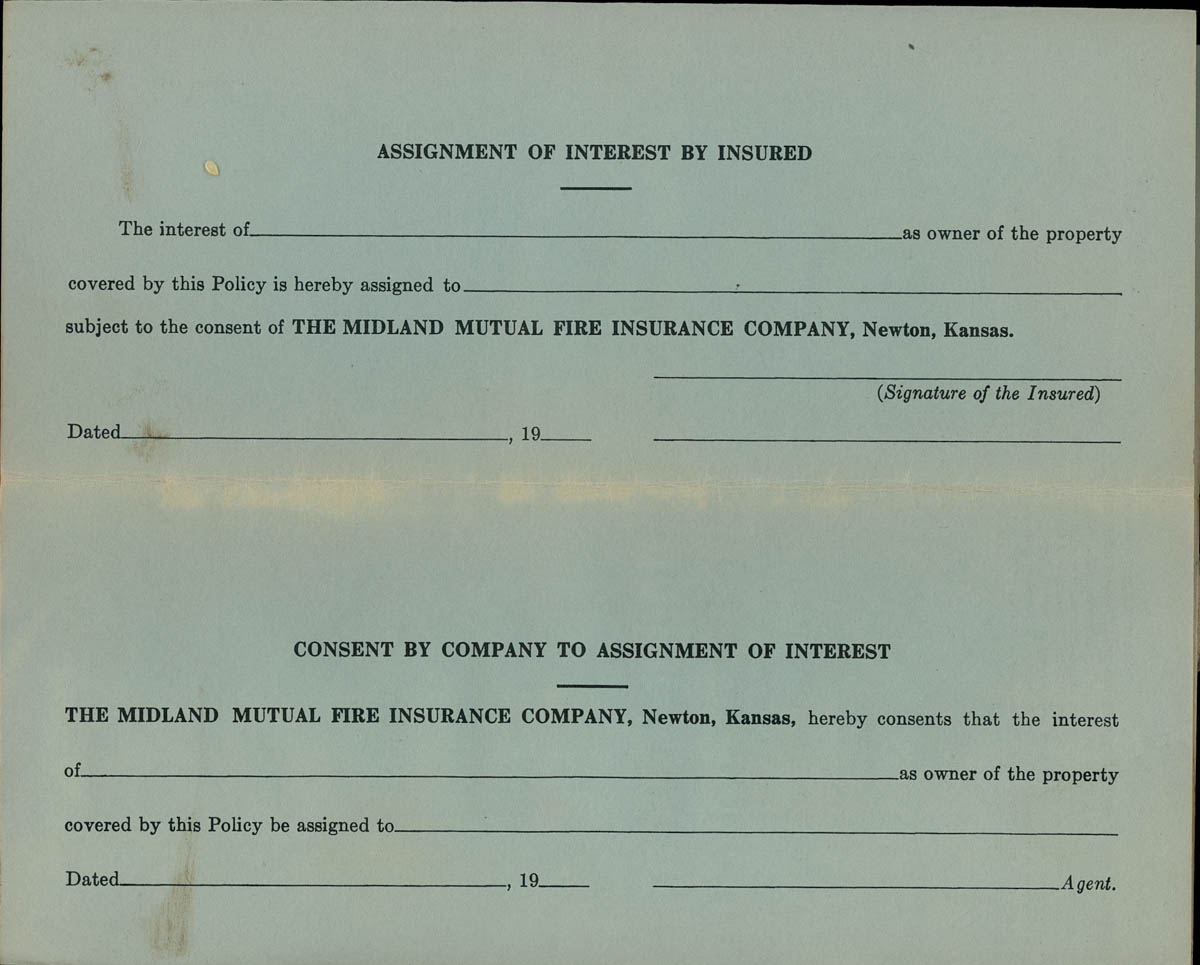 ASSIGNMENT OF INTEREST BY INSURED
The interest of as owner of the property
covered by this Policy is hereby assigned to
subject to the consent of THE MIDLAND MUTUAL FIRE INSURANCE COMPANY, Newton, Kansas.
(Signature of the Insured)
Dated , 19
CONSENT BY COMPANY TO ASSIGNMENT OF INTEREST
THE MIDLAND MUTUAL FIRE INSURANCE COMPANY, Newton, Kansas, hereby consents that the interest
of as owner of the property
covered by this Policy be assigned to
Dated , 19 Agent.